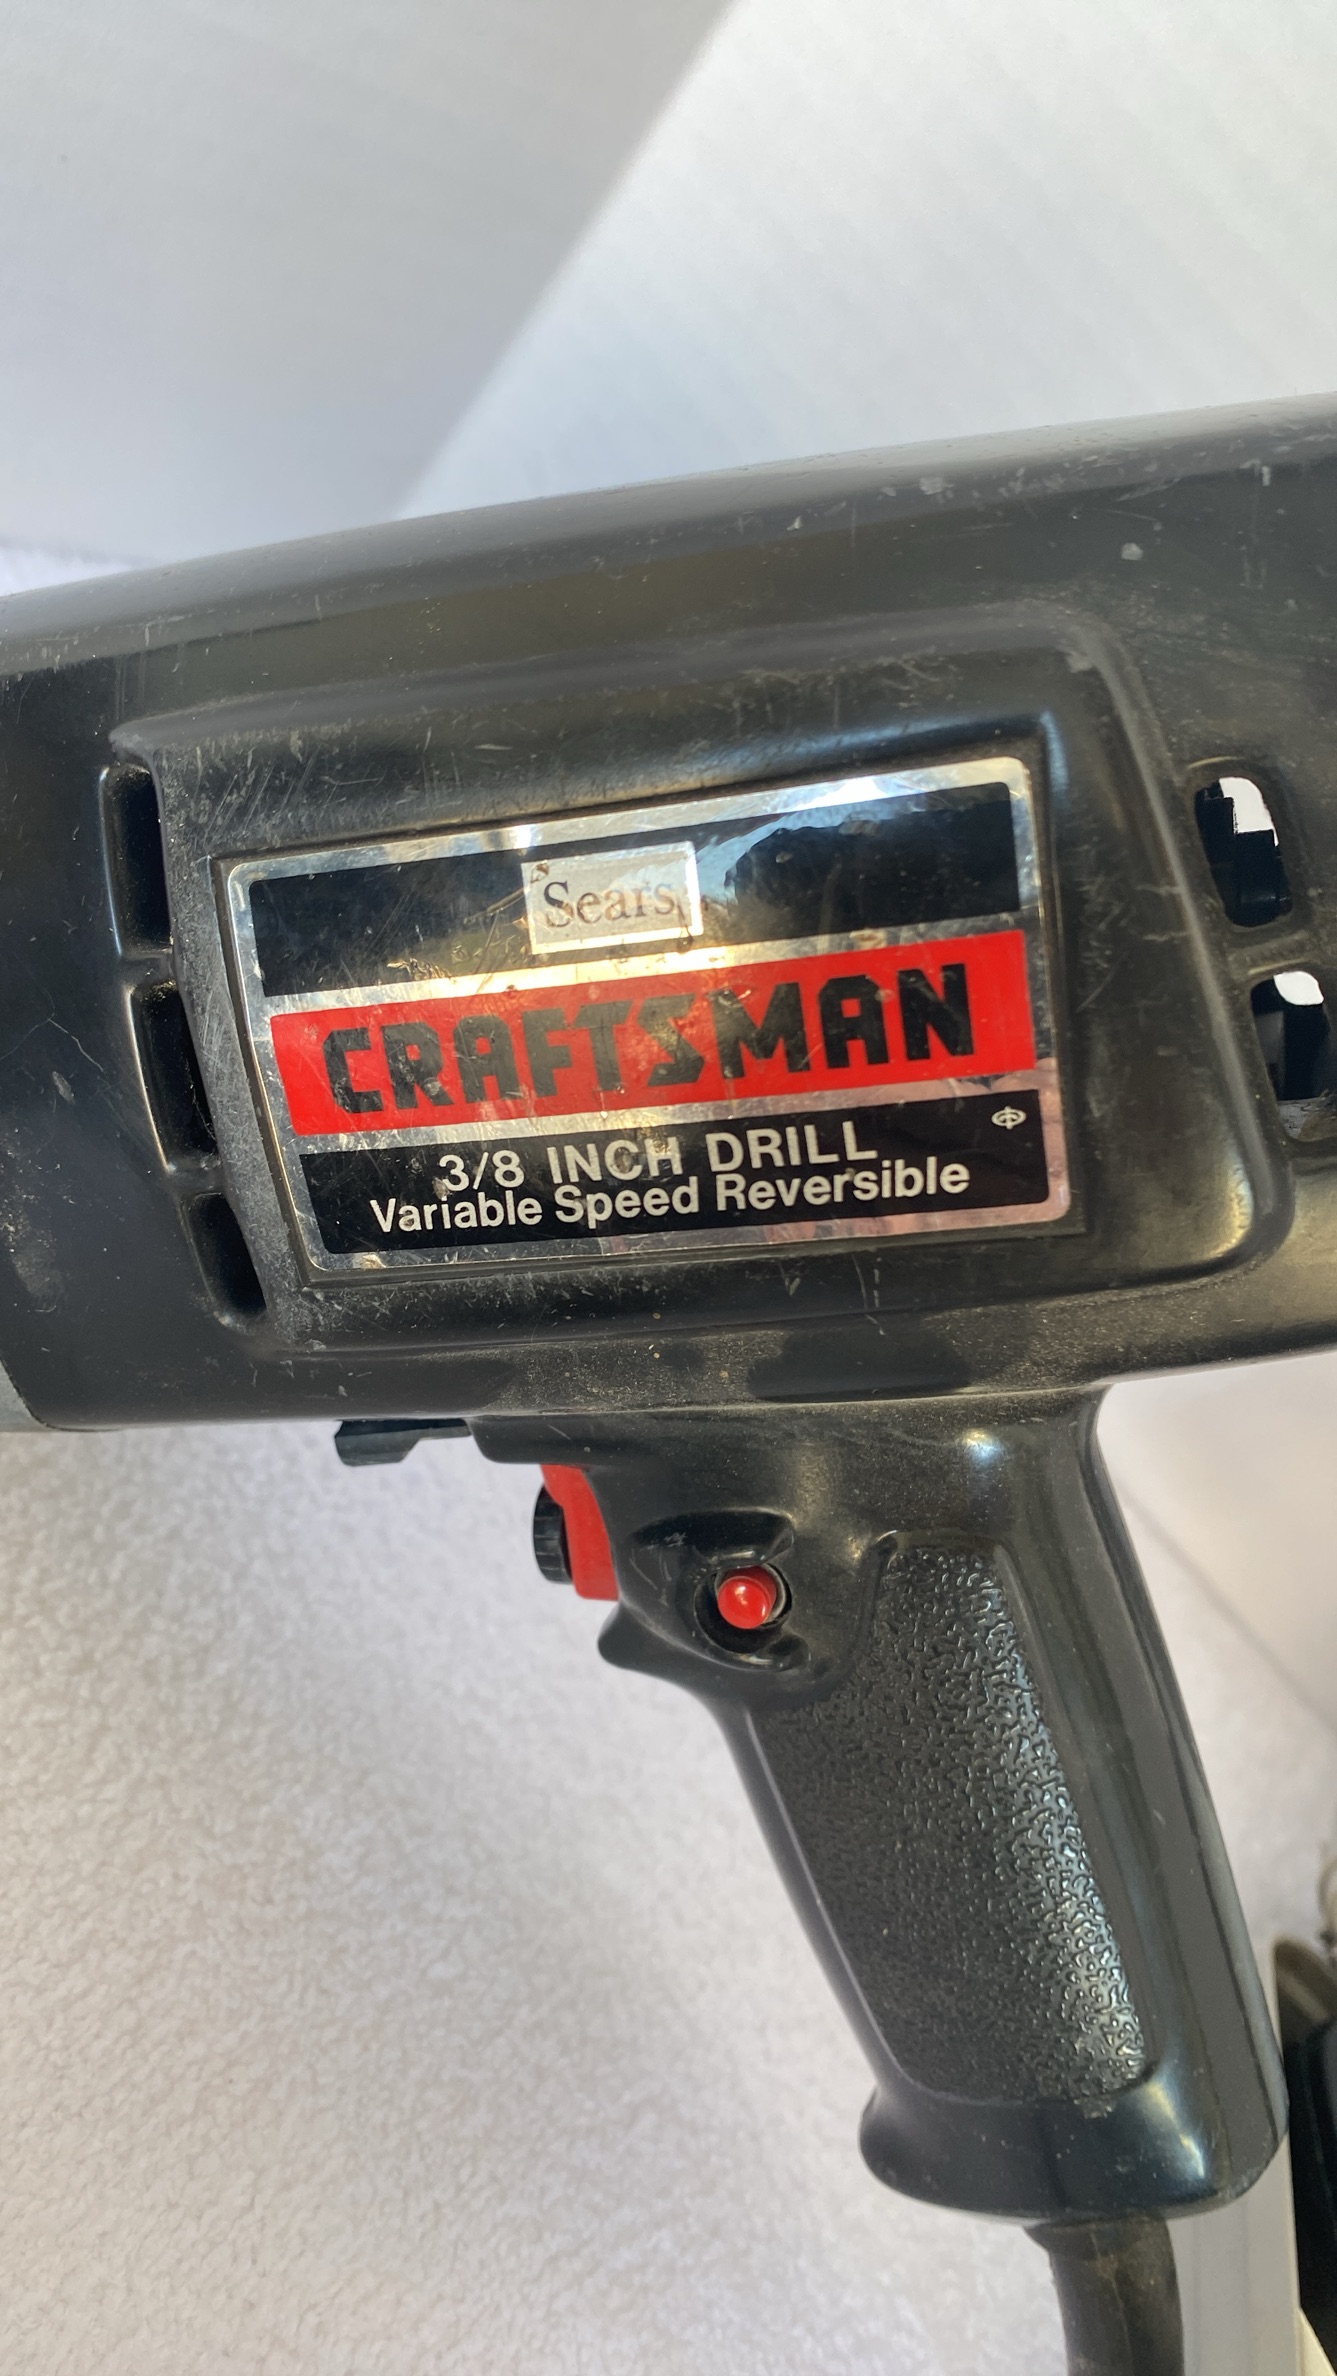 Sears
CRAFTSMAN
3/8 INCH DRILL
Variable Speed Reversible